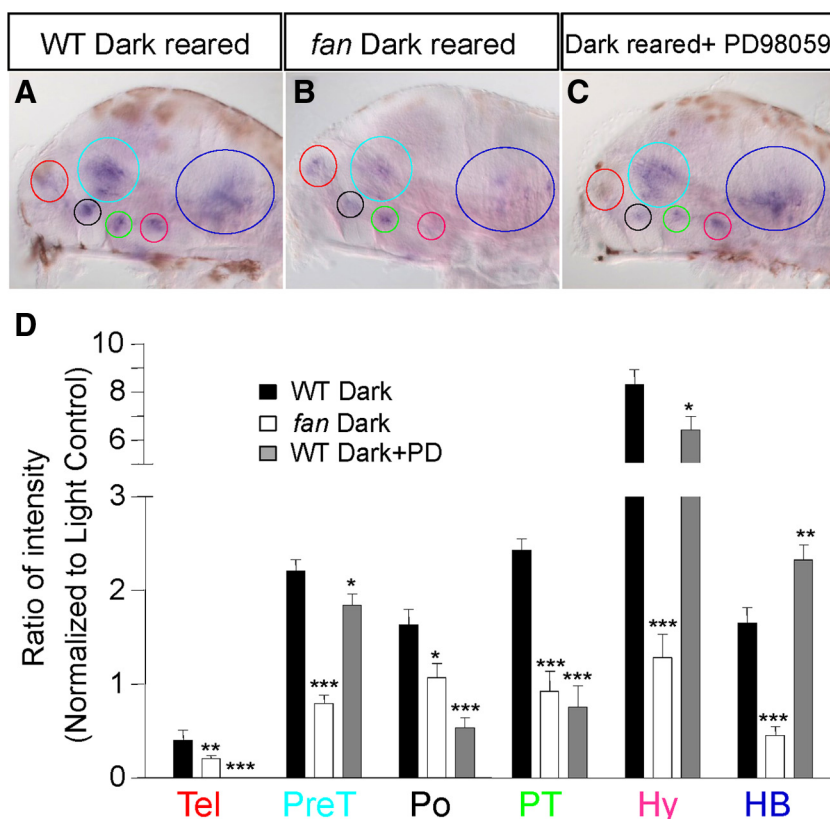 WT Dark reared
fan Dark reared
Dark reared+ PD98059
A
B
C
D
Ratio of intensity
(Normalized to Light Control)
10
8
6
3
2
1
0
WT Dark
fan Dark
WT Dark+PD
**
***
***
*
*
***
***
***
***
*
***
**
Tel
PreT
Po
PT
Hy
HB